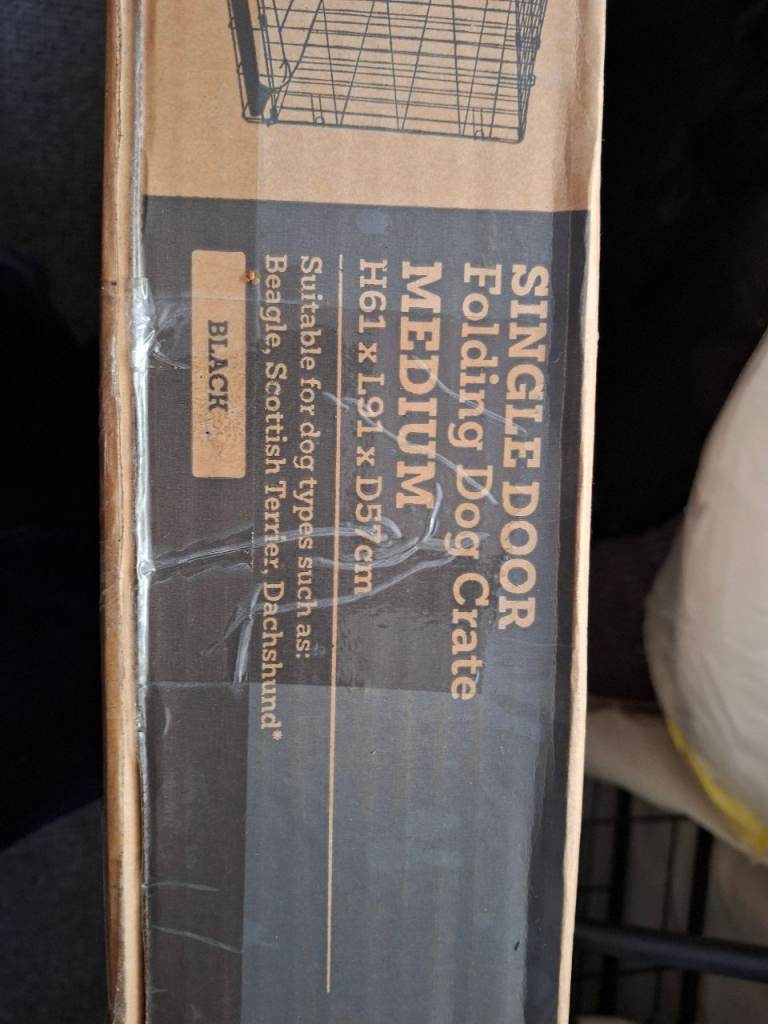 SINGLE DOOR
Folding Dog Crate
MEDIUM
H61 x L91 x D57cm
Suitable for dog types such as:
Beagle, Scottish Terrier, Dachshund*
BLACK